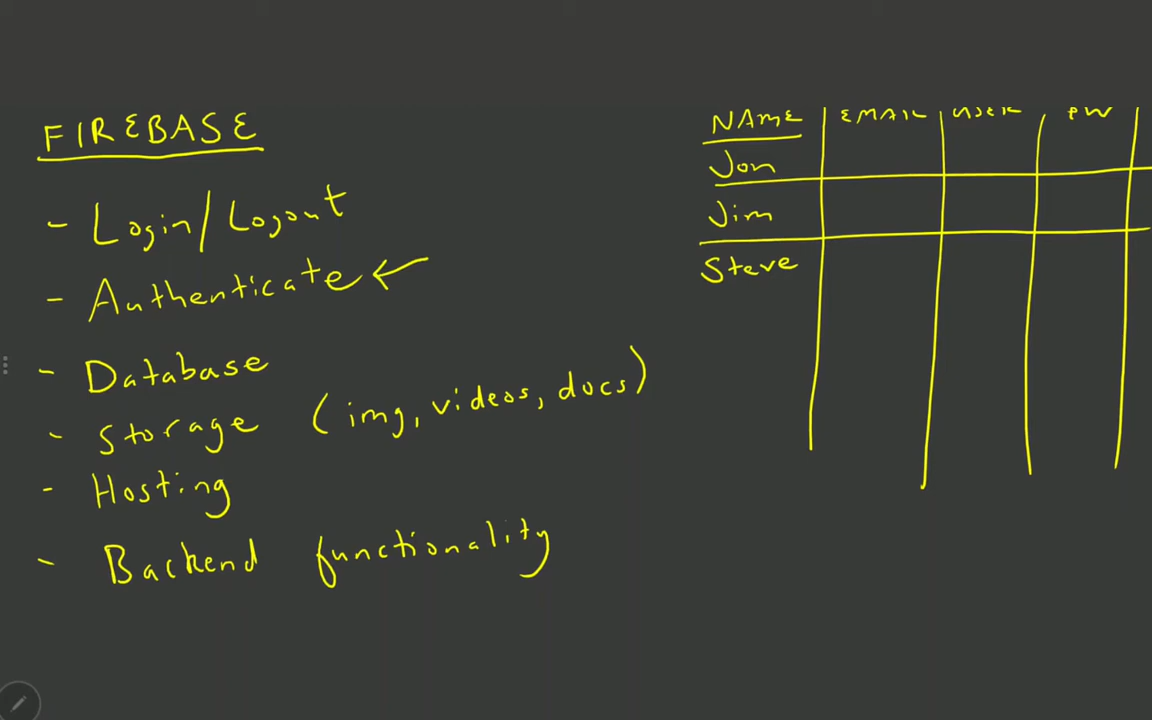 FIREBASE
- Login/Logout
- Authenticate ←
- Database
- Storage (img, videos, docs)
- Hosting
- Backend functionality
NAME EMAIL USER PW
Jon
Jim
Steve